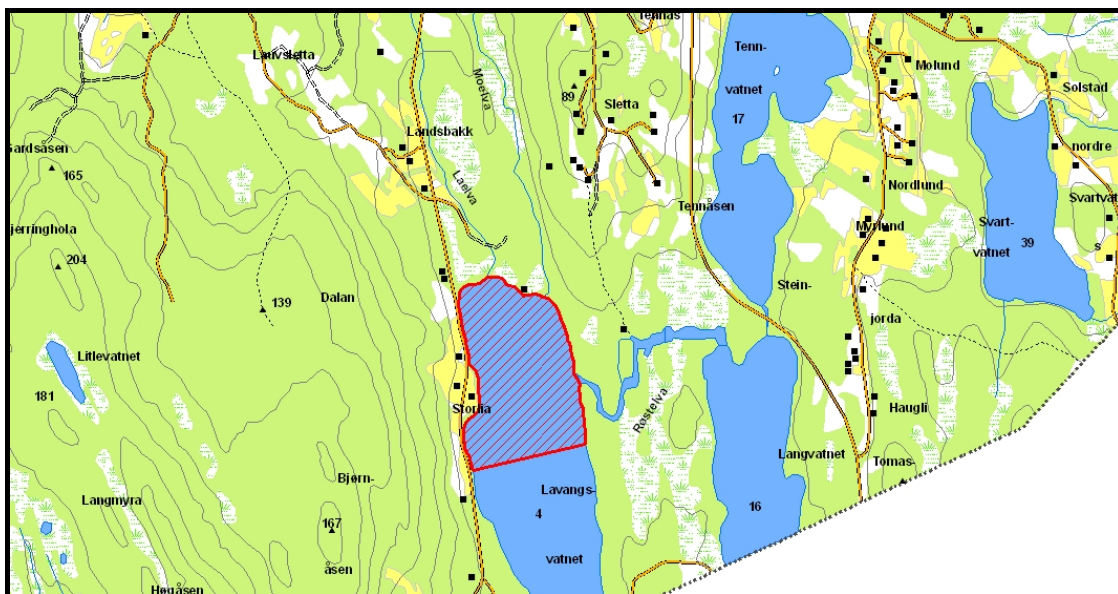 Tennås
Lauvsletta
Tenn-
vatnet
17
Molund
Solstad
Moelva
89
Sletta
Landsbakk
nordre
Gardsåsen
165
Laelva
Nordlund
Tennåsen
Svartvat
Myrlund
Svart-
vatnet
39
s
jerringhola
204
139
Dalan
Stein-
jorda
Litlevatnet
181
Storlia
Røstelva
Haugli
Langvatnet
Tomas-
Bjørn-
Langmyra
Lavangs-
4
16
167
vatnet
åsen
Høgåsen